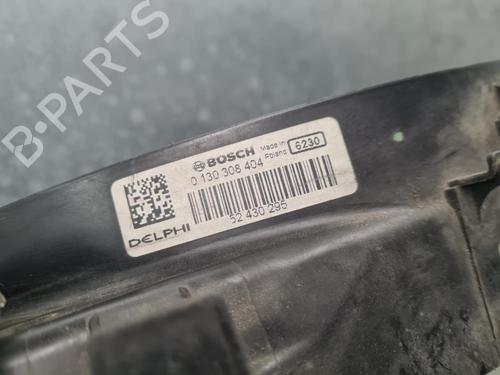 B-PARTS
BOSCH Made in Poland 6230
0 130 308 404
52 430 295
DELPHI